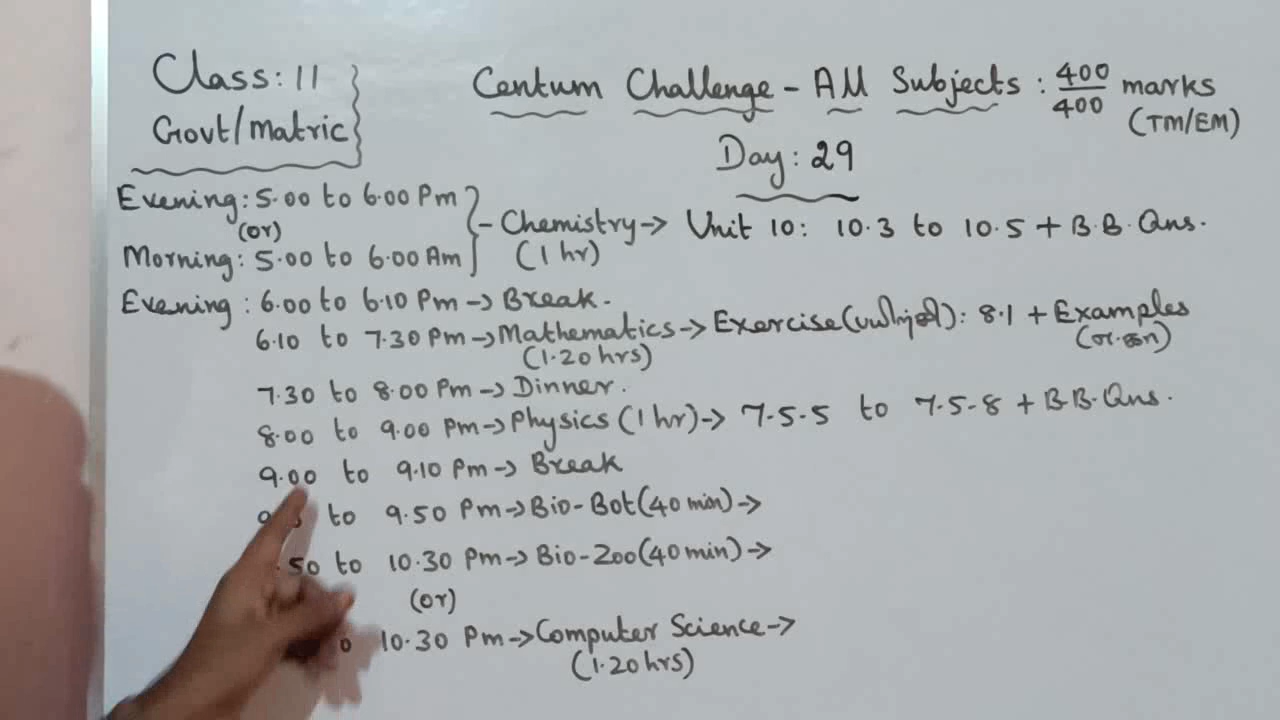 Class: 11
Govt/Matric
Centum Challenge - All Subjects : 400/400 marks
(TM/EM)
Day: 29
Evening: 5.00 to 6.00 Pm
(or)
Morning: 5.00 to 6.00 Am
- Chemistry → Unit 10: 10.3 to 10.5 + B.B. Qns.
(1 hr)
Evening : 6.00 to 6.10 Pm → Break.
6.10 to 7.30 Pm → Mathematics → Exercise (பயிற்சி): 8.1 + Examples
(1.20 hrs)
(எ.கா)
7.30 to 8.00 Pm → Dinner.
8.00 to 9.00 Pm → Physics (1 hr) → 7.5.5 to 7.5.8 + B.B. Qns.
9.00 to 9.10 Pm → Break
to 9.50 Pm → Bio-Bot (40 min) →
.50 to 10.30 Pm → Bio-Zoo (40 min) →
(or)
10.30 Pm → Computer Science →
(1.20 hrs)